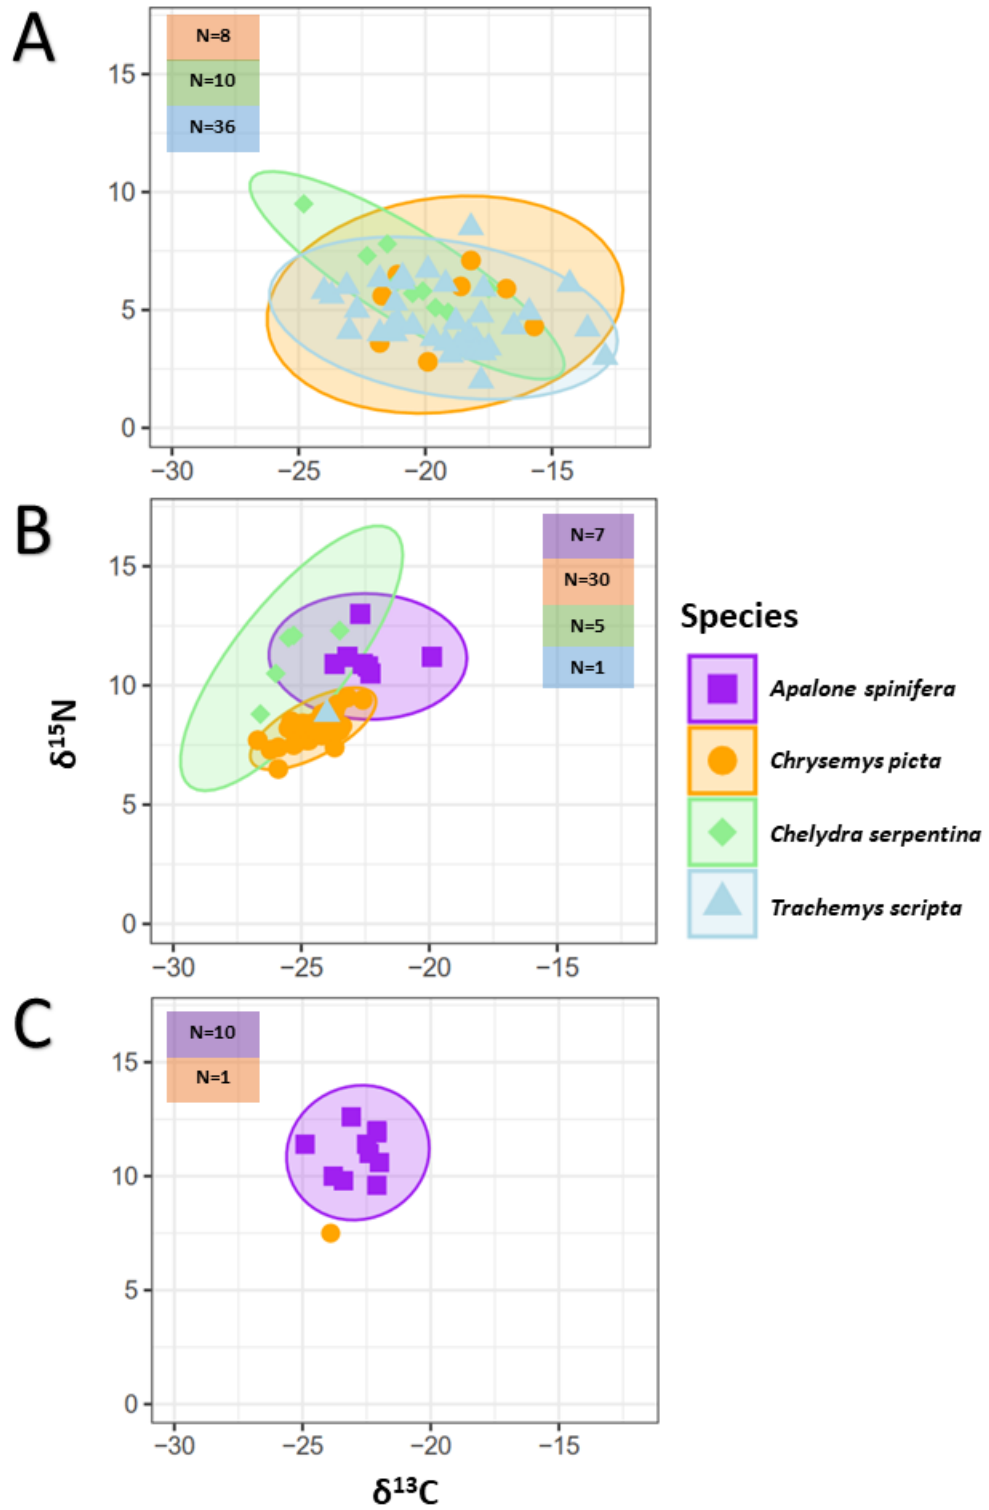 A
N=8
N=10
N=36
15
10
5
0
−30 −25 −20 −15
B
N=7
N=30
N=5
N=1
15
10
5
0
−30 −25 −20 −15
δ15N
Species
Apalone spinifera
Chrysemys picta
Chelydra serpentina
Trachemys scripta
C
N=10
N=1
15
10
5
0
−30 −25 −20 −15
δ13C